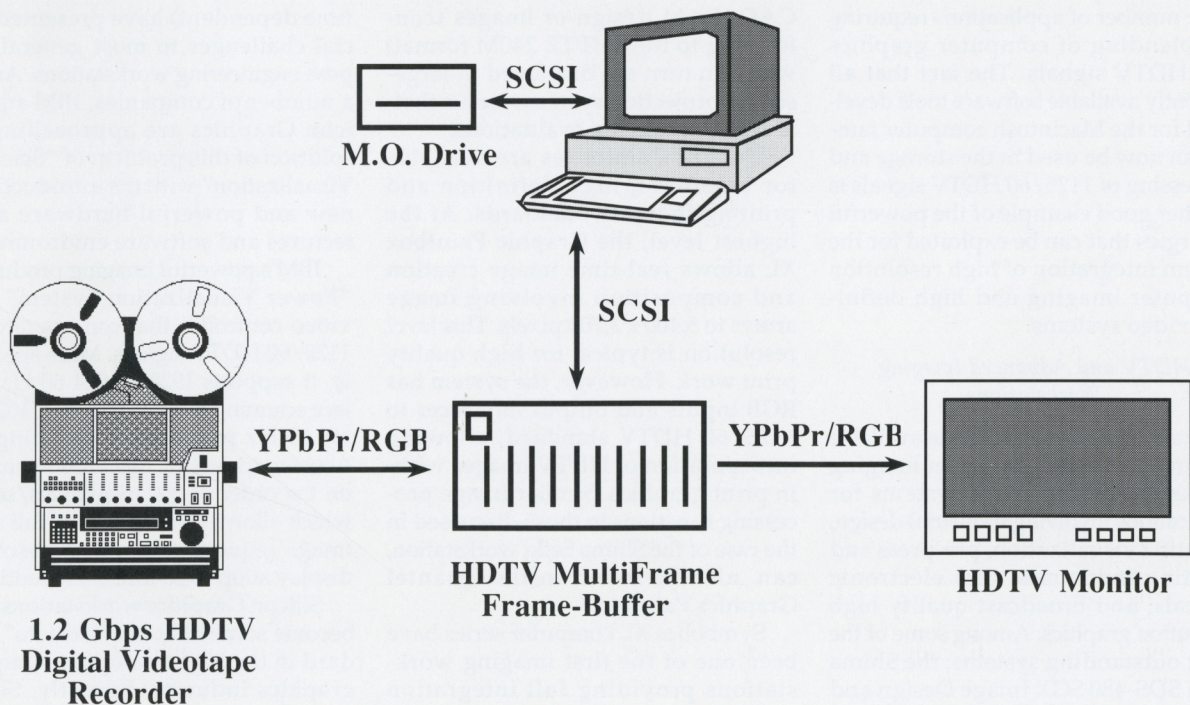 SCSI
M.O. Drive
SCSI
YPbPr/RGB
YPbPr/RGB
HDTV MultiFrame
Frame-Buffer
HDTV Monitor
1.2 Gbps HDTV
Digital Videotape
Recorder